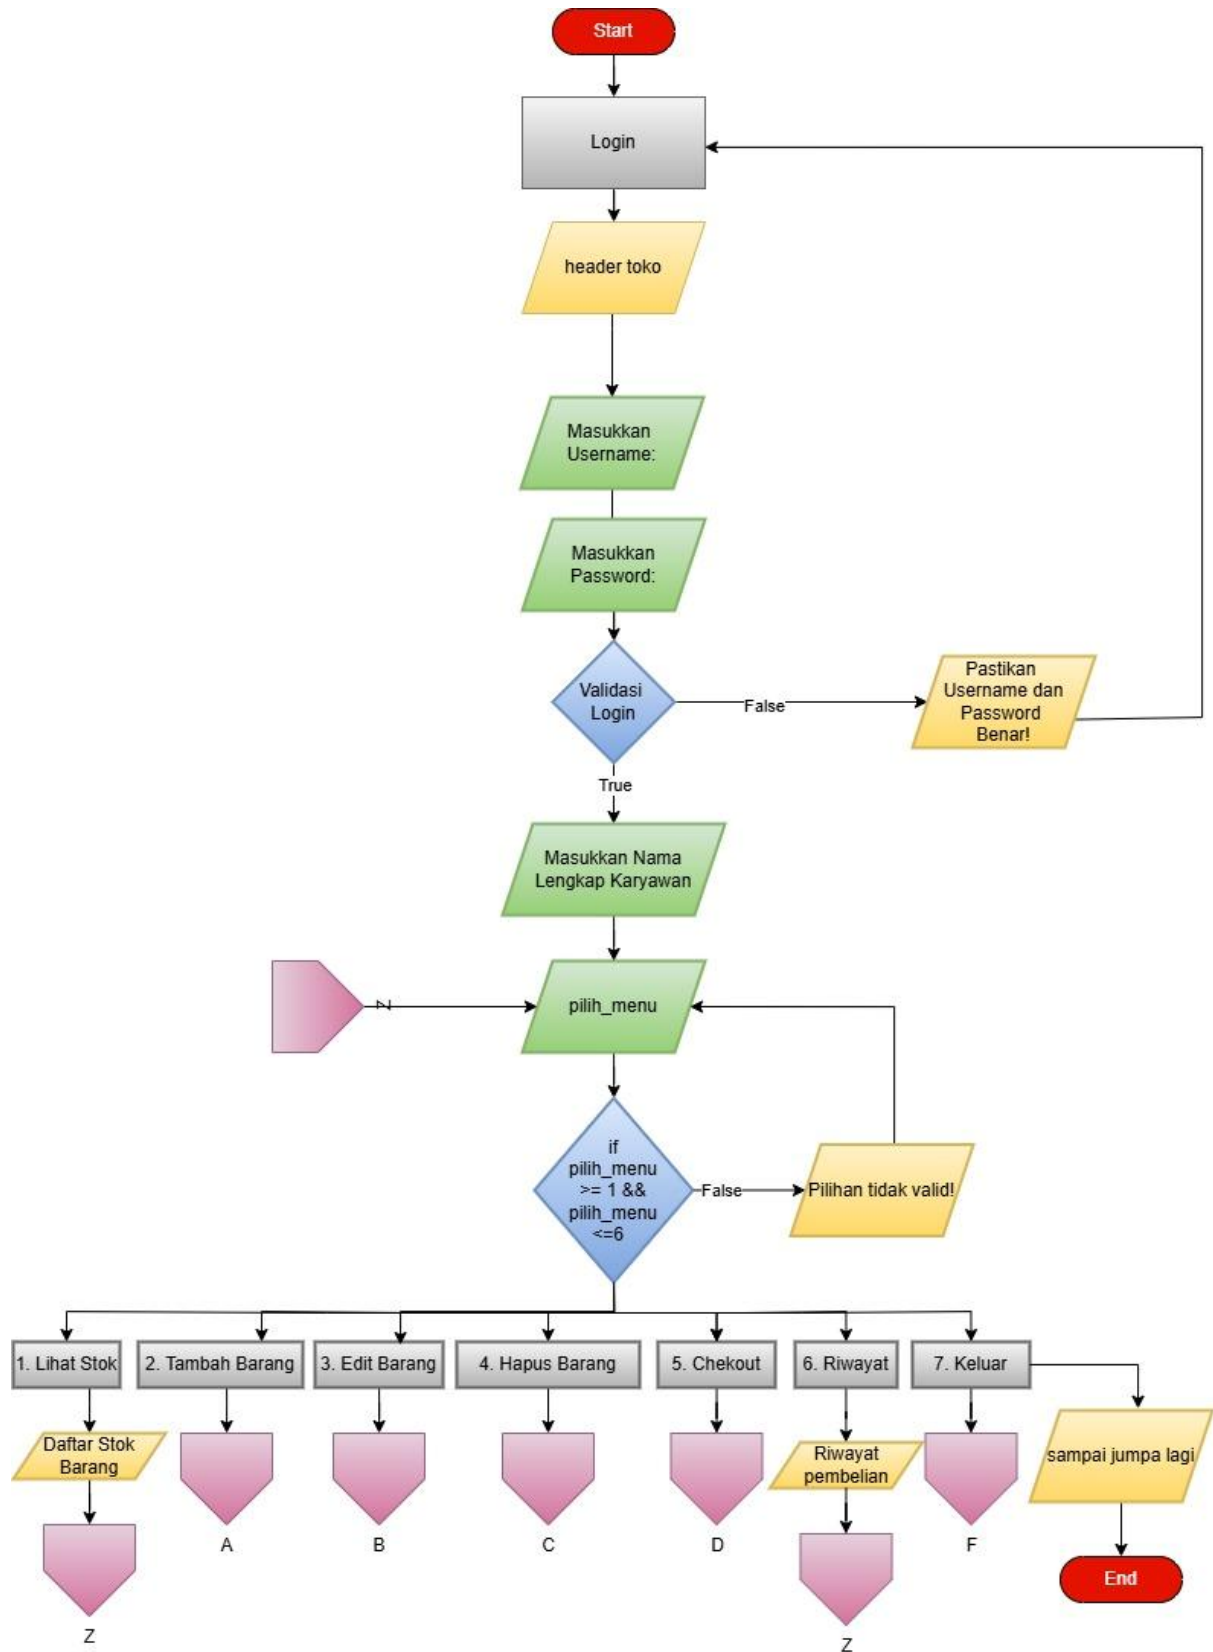 Start
Login
header toko
Masukkan
Username:
Masukkan
Password:
Validasi
Login
False
Pastikan
Username dan
Password
Benar!
True
Masukkan Nama
Lengkap Karyawan
Z
pilih_menu
if
pilih_menu
>= 1 &&
pilih_menu
<=6
False
Pilihan tidak valid!
1. Lihat Stok
2. Tambah Barang
3. Edit Barang
4. Hapus Barang
5. Chekout
6. Riwayat
7. Keluar
Daftar Stok
Barang
Riwayat
pembelian
sampai jumpa lagi
A
B
C
D
F
End
Z
Z